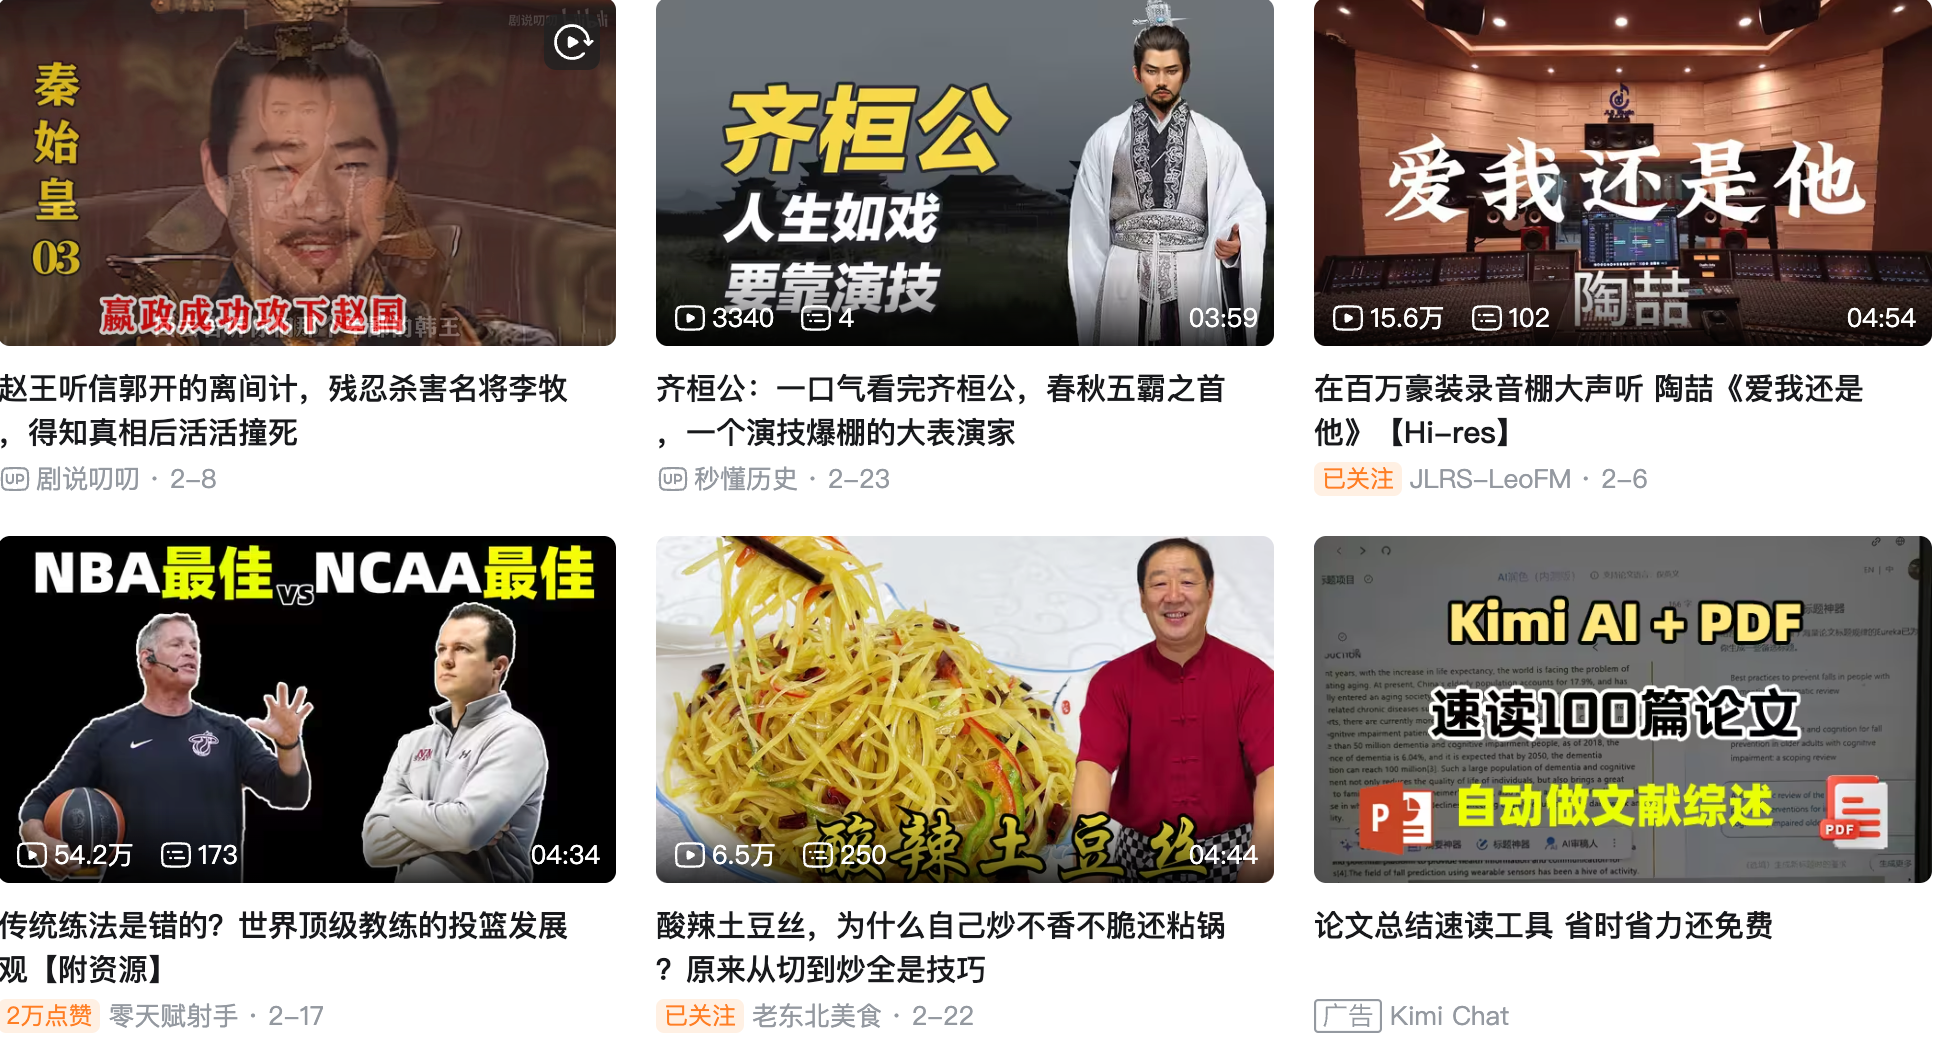 剧说叨叨
秦始皇
03
嬴政成功攻下赵国
赵王听信郭开的离间计，残忍杀害名将李牧
，得知真相后活活撞死
UP 剧说叨叨 · 2-8
齐桓公
人生如戏
要靠演技
3340 4 03:59
齐桓公：一口气看完齐桓公，春秋五霸之首
，一个演技爆棚的大表演家
UP 秒懂历史 · 2-23
爱我还是他
陶喆
15.6万 102 04:54
在百万豪装录音棚大声听 陶喆《爱我还是
他》【Hi-res】
已关注 JLRS-LeoFM · 2-6
NBA最佳vsNCAA最佳
54.2万 173 04:34
传统练法是错的？世界顶级教练的投篮发展
观【附资源】
2万点赞 零天赋射手 · 2-17
酸辣土豆丝
6.5万 250 04:44
酸辣土豆丝，为什么自己炒不香不脆还粘锅
？原来从切到炒全是技巧
已关注 老东北美食 · 2-22
Kimi AI + PDF
速读100篇论文
自动做文献综述
P
PDF
论文总结速读工具 省时省力还免费
广告 Kimi Chat